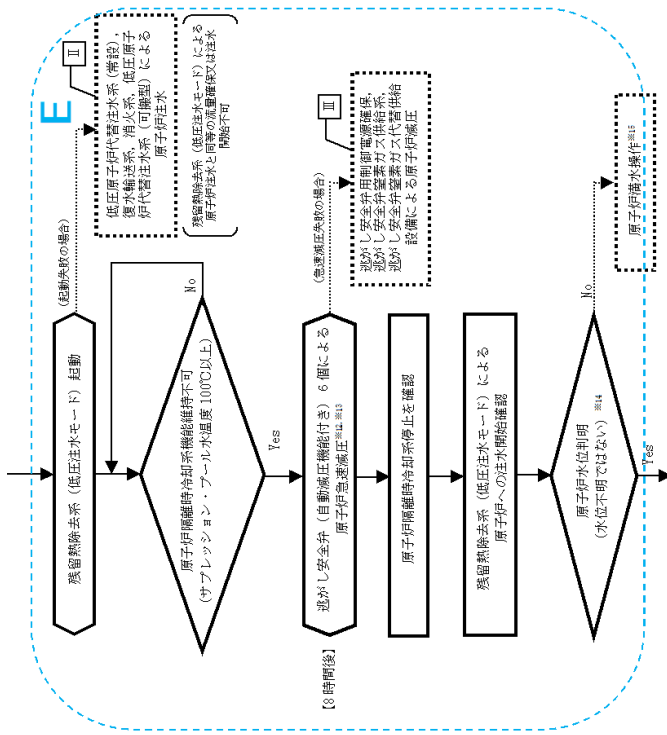 E
残留熱除去系（低圧注水モード）起動
(起動失敗の場合)
Ⅱ
低圧原子炉代替注水系(常設)，
復水輸送系，消火系，低圧原子
炉代替注水系（可搬型）による
原子炉注水
残留熱除去系（低圧注水モード）による
原子炉注水と同等の流量確保又は注水
開始不可
原子炉隔離時冷却系機能維持不可
(サプレッション・プール水温度 100℃以上)
No
Yes
【8 時間後】
逃がし安全弁（自動減圧機能付き）6 個による
原子炉急速減圧※12,※13
(急速減圧失敗の場合)
Ⅲ
逃がし安全弁用制御電源確保，
逃がし安全弁窒素ガス供給系，
逃がし安全弁窒素ガス代替供給
設備による原子炉減圧
原子炉隔離時冷却系停止を確認
残留熱除去系（低圧注水モード）による
原子炉への注水開始確認
原子炉水位判明
(水位不明ではない) ※14
No
原子炉満水操作※15
Yes